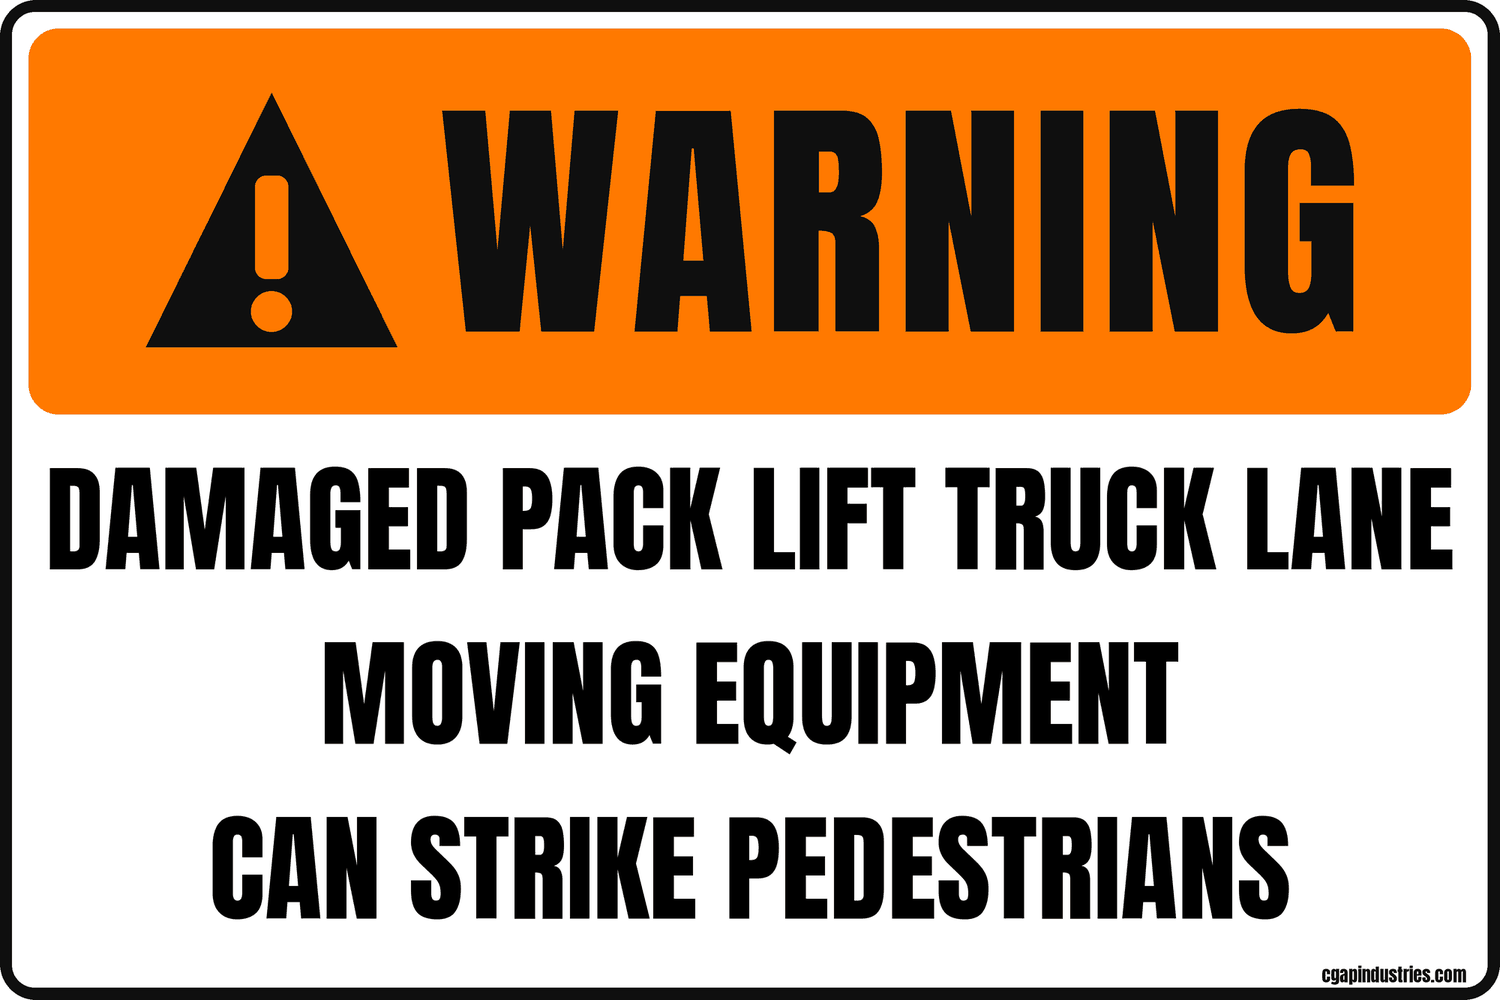 WARNING
DAMAGED PACK LIFT TRUCK LANE
MOVING EQUIPMENT
CAN STRIKE PEDESTRIANS
cgapindustries.com